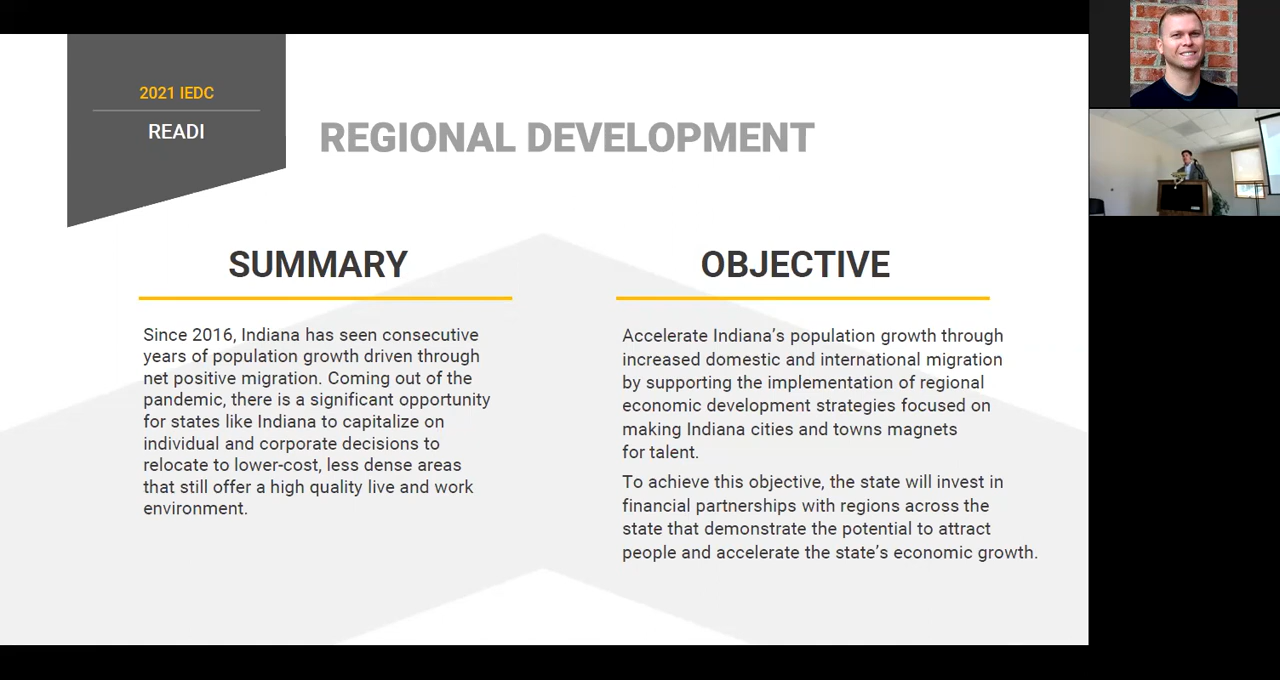 2021 IEDC
READI
REGIONAL DEVELOPMENT
SUMMARY
Since 2016, Indiana has seen consecutive
years of population growth driven through
net positive migration. Coming out of the
pandemic, there is a significant opportunity
for states like Indiana to capitalize on
individual and corporate decisions to
relocate to lower-cost, less dense areas
that still offer a high quality live and work
environment.
OBJECTIVE
Accelerate Indiana’s population growth through
increased domestic and international migration
by supporting the implementation of regional
economic development strategies focused on
making Indiana cities and towns magnets
for talent.
To achieve this objective, the state will invest in
financial partnerships with regions across the
state that demonstrate the potential to attract
people and accelerate the state’s economic growth.